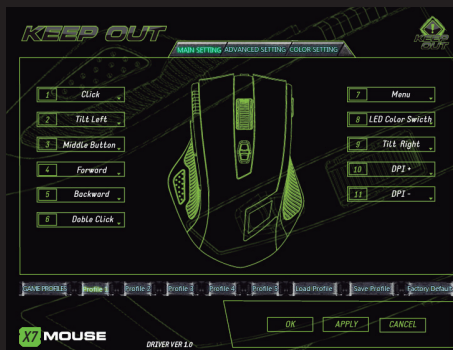 KEEP OUT
KEEP OUT
MAIN SETTING ADVANCED SETTING COLOR SETTING
1 Click
2 Tilt Left
3 Middle Button
4 Forward
5 Backward
6 Doble Click
7 Menu
8 LED Color Swicth
9 Tilt Right
10 DPI +
11 DPI -
GAME PROFILES Profile 1 Profile 2 Profile 3 Profile 4 Profile 5 Load Profile Save Profile Factory Default
OK APPLY CANCEL
X7 MOUSE
DRIVER VER 1.0